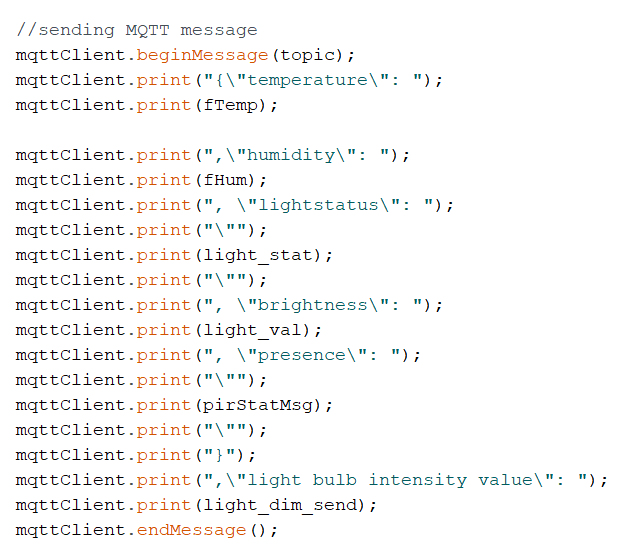 //sending MQTT message
mqttClient.beginMessage(topic);
mqttClient.print("{\"temperature\": ");
mqttClient.print(fTemp);
mqttClient.print(",\"humidity\": ");
mqttClient.print(fHum);
mqttClient.print(", \"lightstatus\": ");
mqttClient.print("\"");
mqttClient.print(light_stat);
mqttClient.print("\"");
mqttClient.print(", \"brightness\": ");
mqttClient.print(light_val);
mqttClient.print(", \"presence\": ");
mqttClient.print("\"");
mqttClient.print(pirStatMsg);
mqttClient.print("\"");
mqttClient.print("}");
mqttClient.print(",\"light bulb intensity value\": ");
mqttClient.print(light_dim_send);
mqttClient.endMessage();